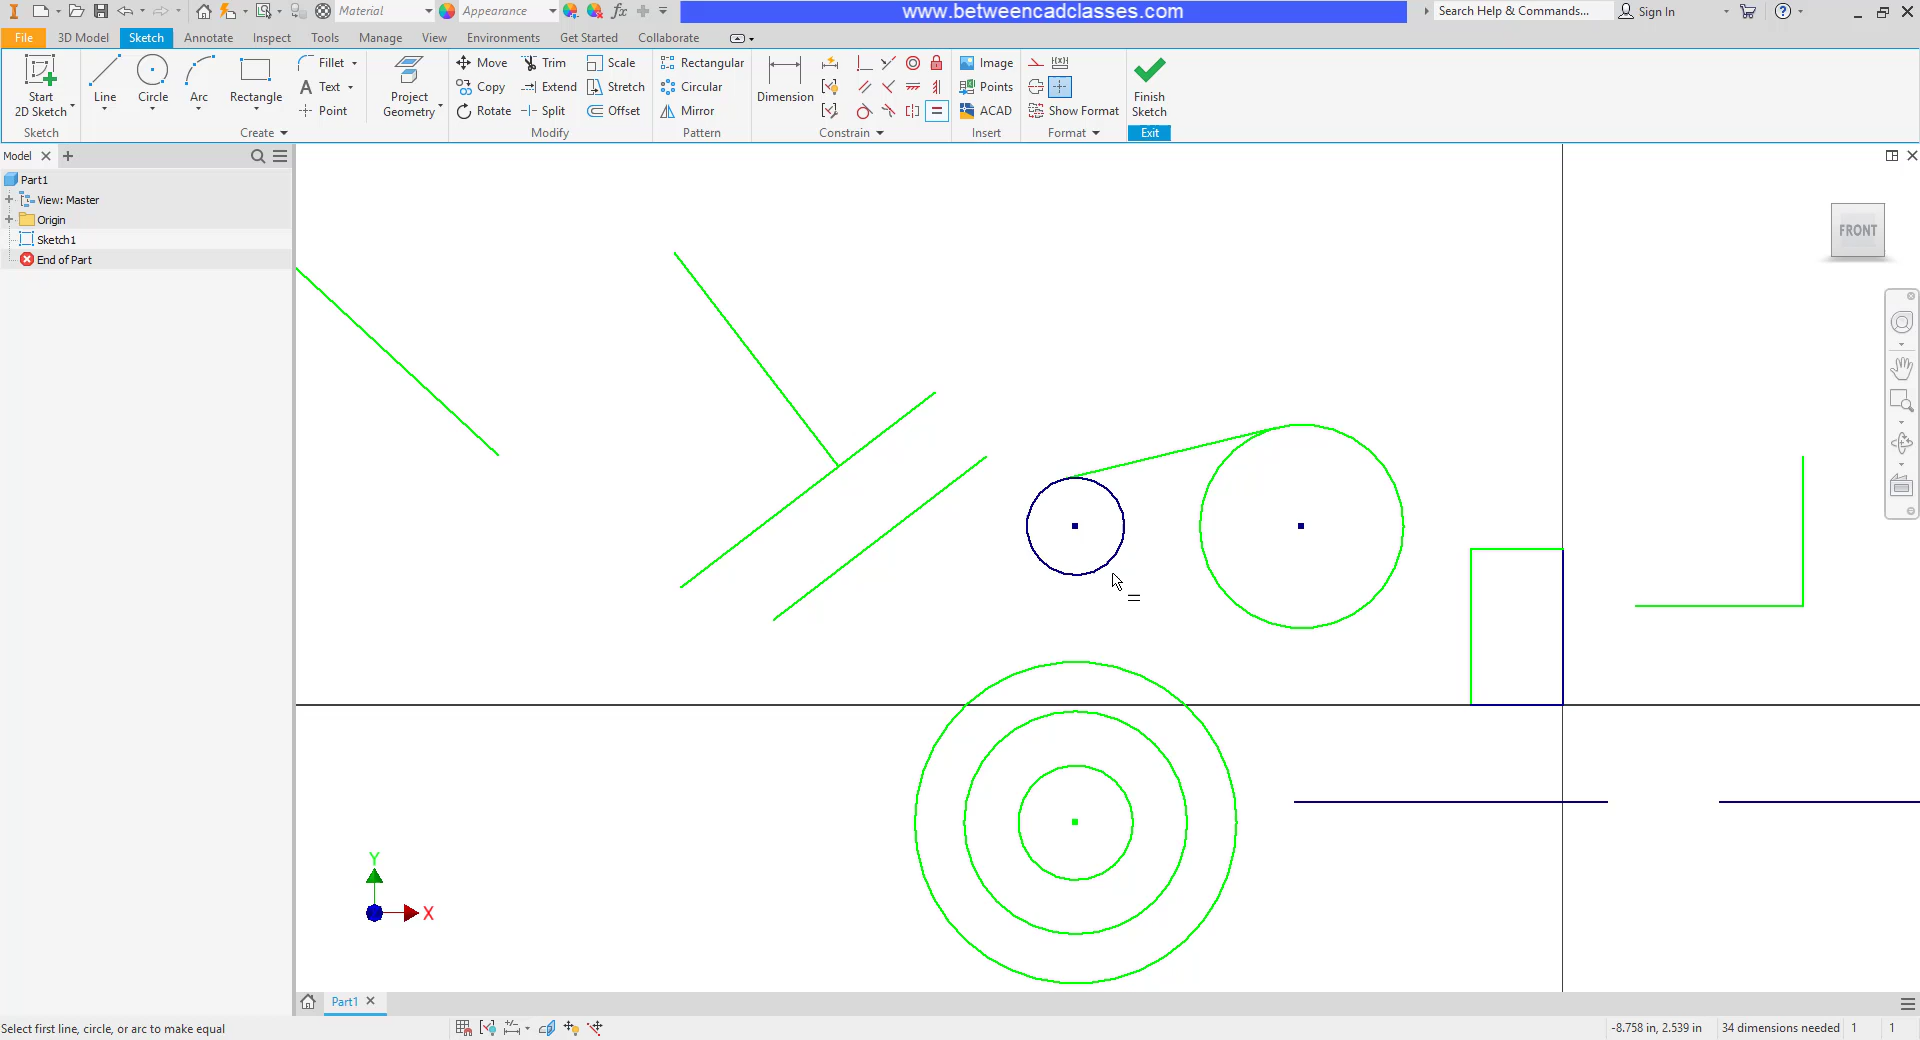 Material
Appearance
fx
www.betweencadclasses.com
Search Help & Commands...
Sign In
File
3D Model
Sketch
Annotate
Inspect
Tools
Manage
View
Environments
Get Started
Collaborate
Start
2D Sketch
Line
Circle
Arc
Rectangle
Fillet
A Text
Point
Project
Geometry
Move
Copy
Rotate
Trim
Extend
Split
Scale
Stretch
Offset
Rectangular
Circular
Mirror
Dimension
Image
Points
ACAD
Show Format
Finish
Sketch
Sketch
Create
Modify
Pattern
Constrain
Insert
Format
Exit
Model
Part1
View: Master
Origin
Sketch1
End of Part
FRONT
Y
X
Part1
Select first line, circle, or arc to make equal
-8.758 in, 2.539 in
34 dimensions needed
1
1